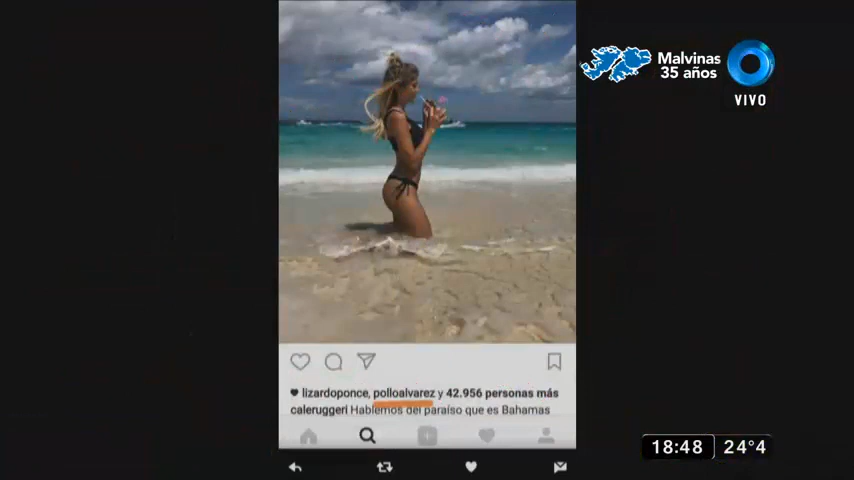 Malvinas
35 años
VIVO
lizardoponce, polloalvarez y 42.956 personas más
caleruggeri Hablemos del paraíso que es Bahamas
18:48 24°4